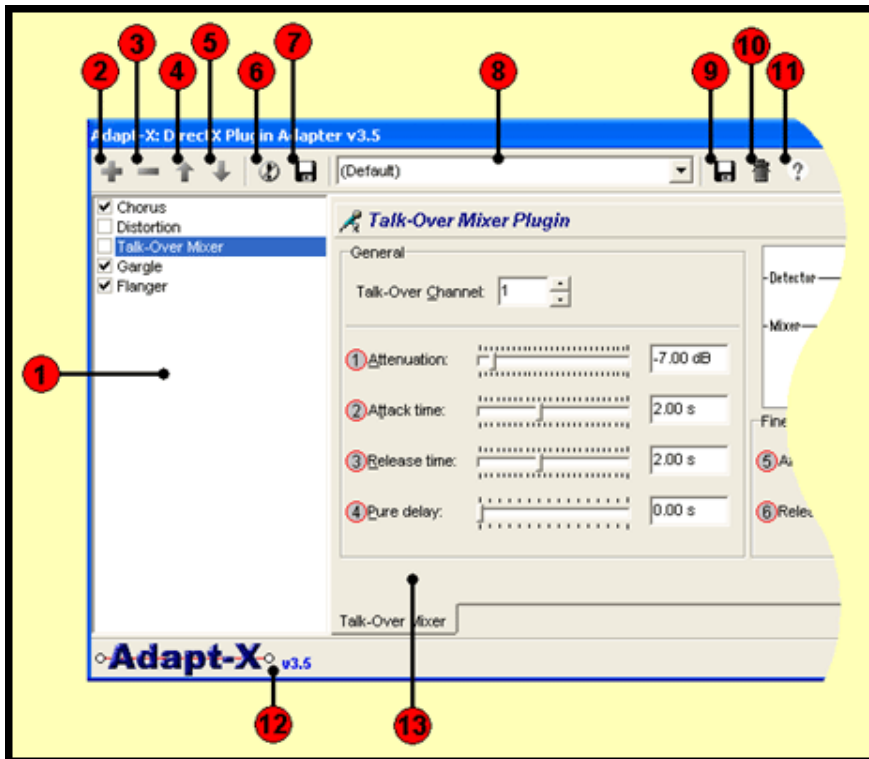 3 5 7 10
2 4 6 8 9 11
Adapt-X: DirectX Plugin Adapter v3.5
(Default)
?
Chorus
Distortion
Talk-Over Mixer
Gargle
Flanger
Talk-Over Mixer Plugin
General
Talk-Over Channel: 1
1 Attenuation: -7.00 dB
2 Attack time: 2.00 s
3 Release time: 2.00 s
4 Pure delay: 0.00 s
-Detector
-Mixer
Fine
5
6 Relea
1
Talk-Over Mixer
Adapt-X v3.5
12
13